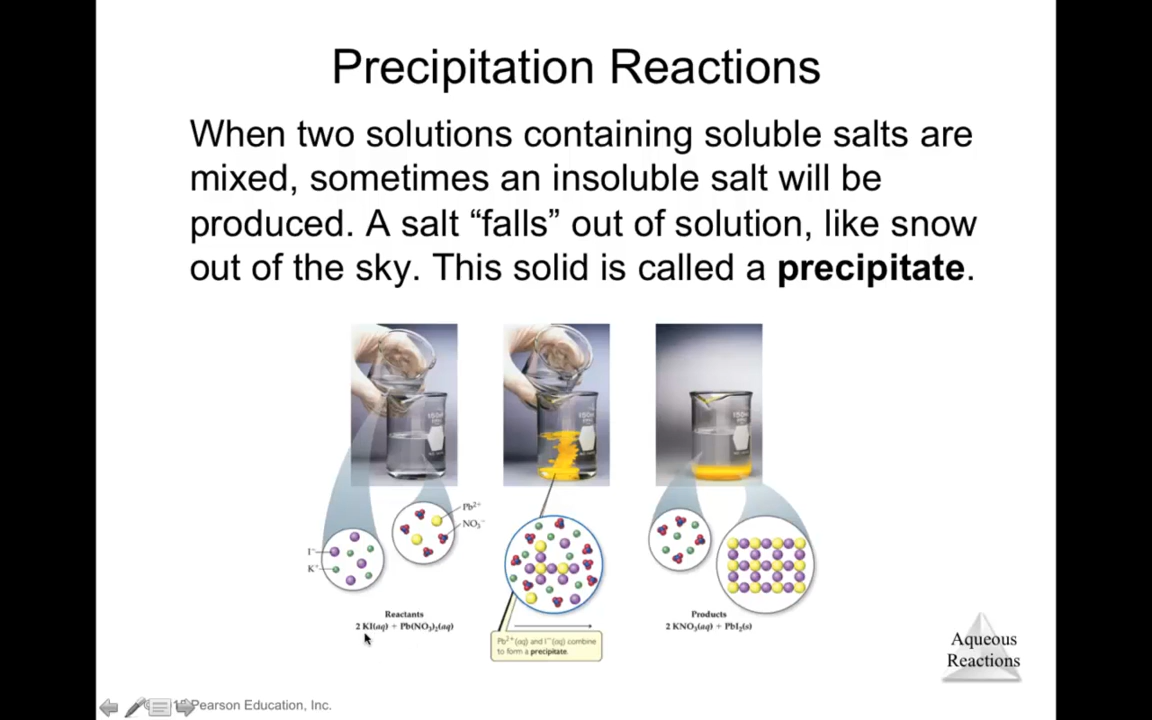 Precipitation Reactions
When two solutions containing soluble salts are
mixed, sometimes an insoluble salt will be
produced. A salt “falls” out of solution, like snow
out of the sky. This solid is called a precipitate.
Pb²⁺
NO₃⁻
I⁻
K⁺
Reactants
2 KI(aq) + Pb(NO₃)₂(aq)
Pb²⁺(aq) and I⁻(aq) combine
to form a precipitate.
Products
2 KNO₃(aq) + PbI₂(s)
Aqueous
Reactions
Pearson Education, Inc.